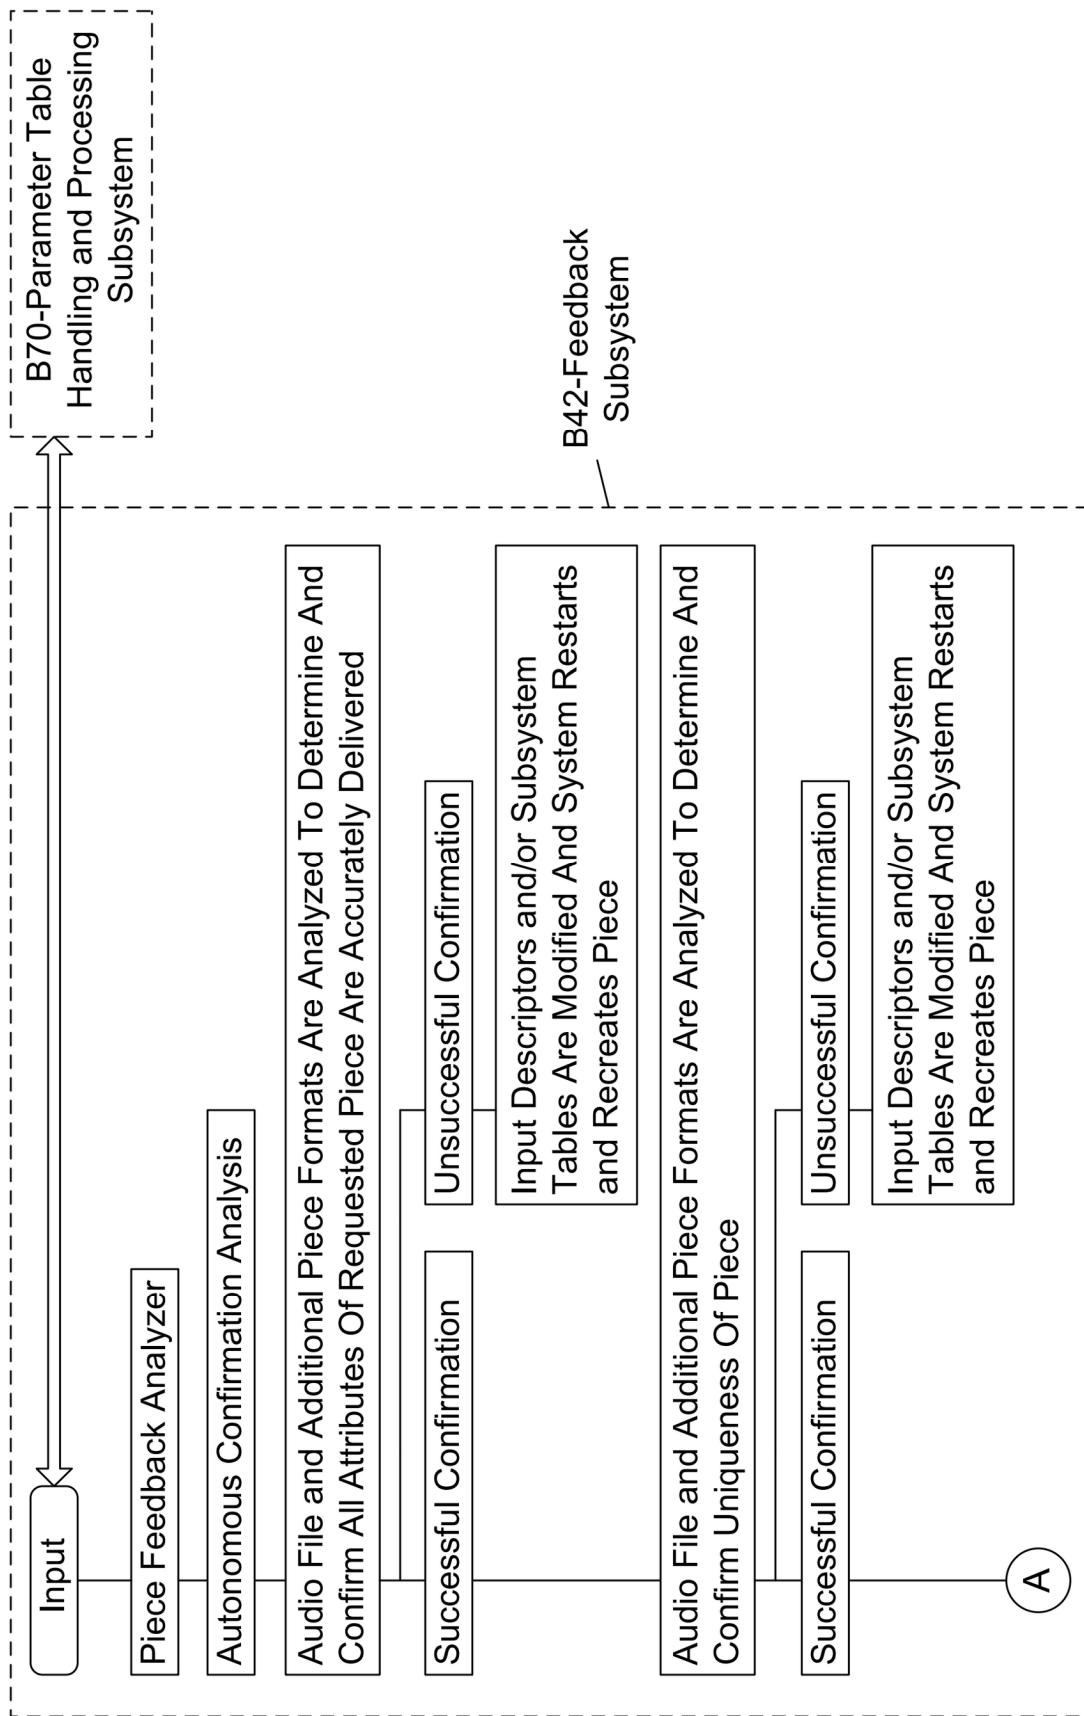 B70-Parameter Table
Handling and Processing
Subsystem
Input
Piece Feedback Analyzer
Autonomous Confirmation Analysis
Audio File and Additional Piece Formats Are Analyzed To Determine And
Confirm All Attributes Of Requested Piece Are Accurately Delivered
Successful Confirmation
Unsuccessful Confirmation
Input Descriptors and/or Subsystem
Tables Are Modified And System Restarts
and Recreates Piece
B42-Feedback
Subsystem
Audio File and Additional Piece Formats Are Analyzed To Determine And
Confirm Uniqueness Of Piece
Successful Confirmation
Unsuccessful Confirmation
Input Descriptors and/or Subsystem
Tables Are Modified And System Restarts
and Recreates Piece
A